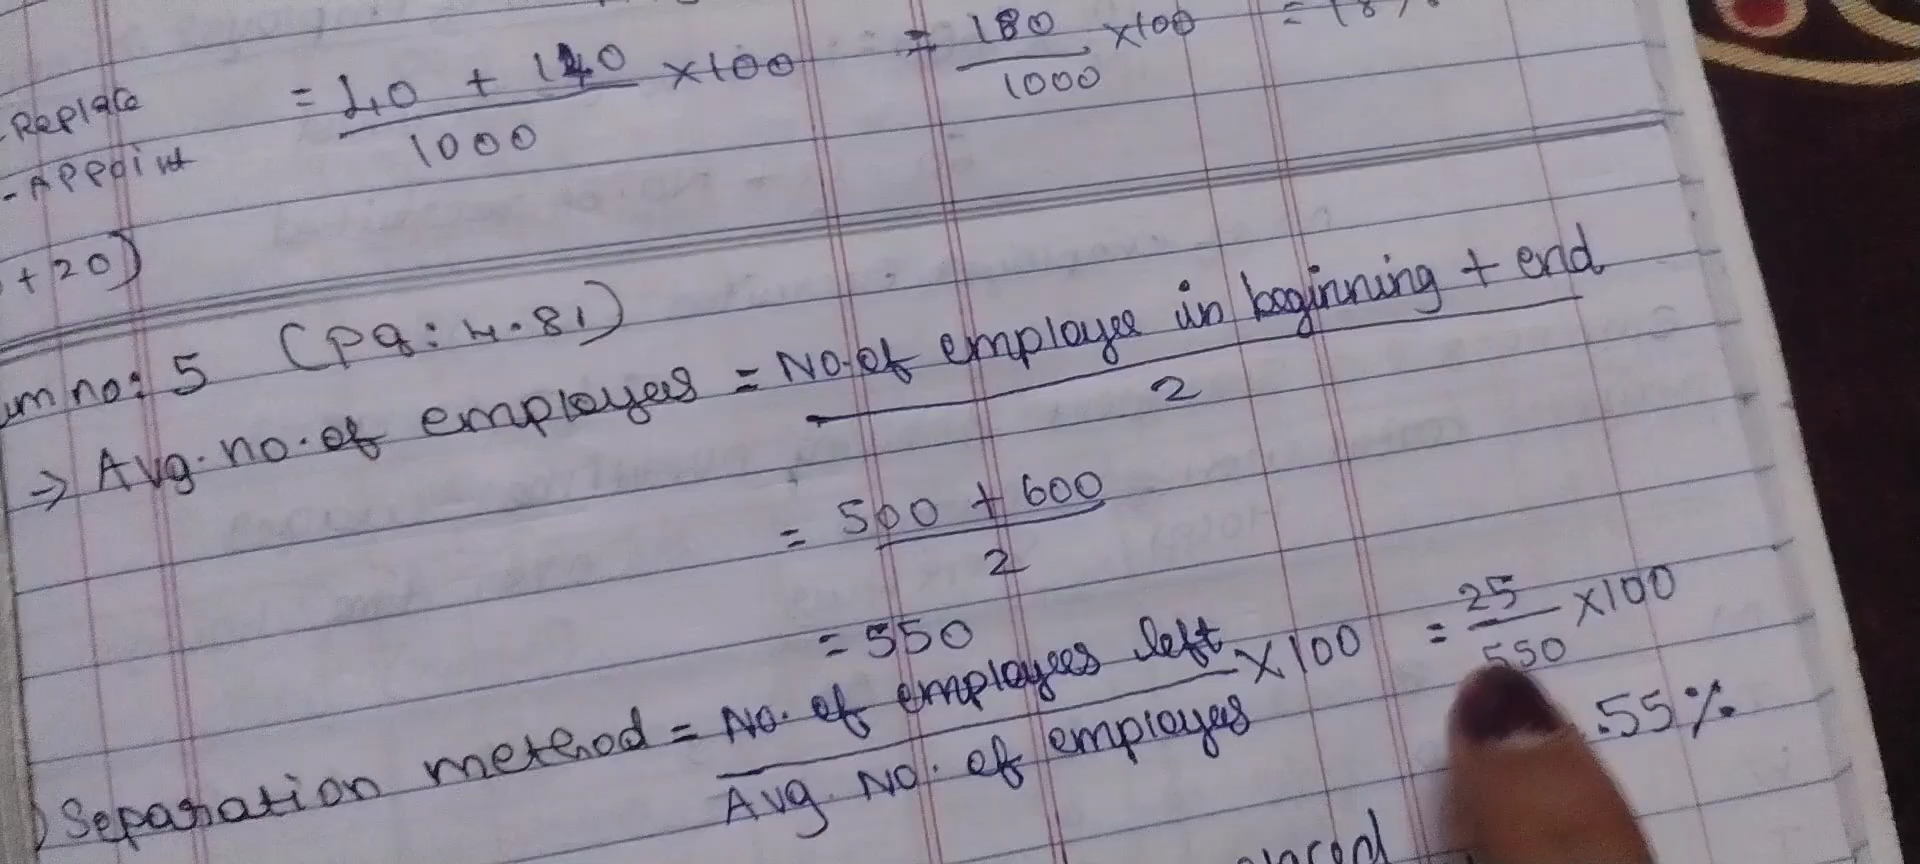 Replace = 40 + 140 / 1000 ×100 = 180 / 1000 ×100 = 18%
- Appoint
+ 20)
um no: 5 (Pg: 4.81)
⇒ Avg. no. of employees = No. of employee in beginning + end / 2
= 500 + 600 / 2
= 550
Separation method = No. of employees left / Avg. No. of employees ×100 = 25 / 550 ×100
.55%